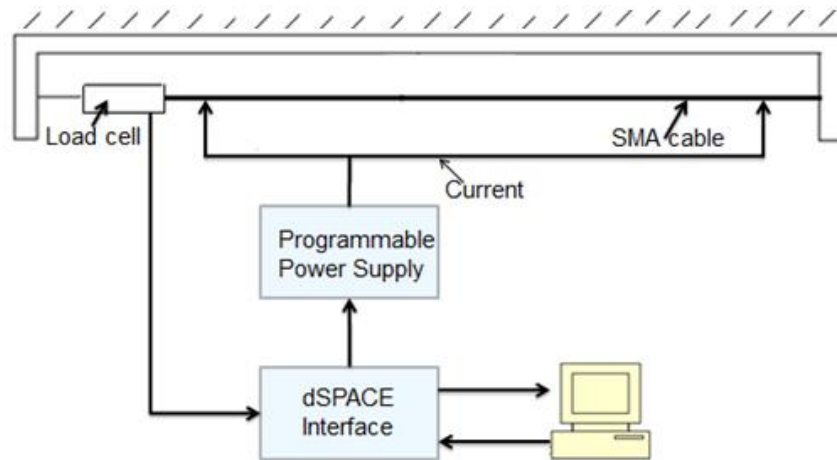 Load cell
SMA cable
Current
Programmable
Power Supply
dSPACE
Interface